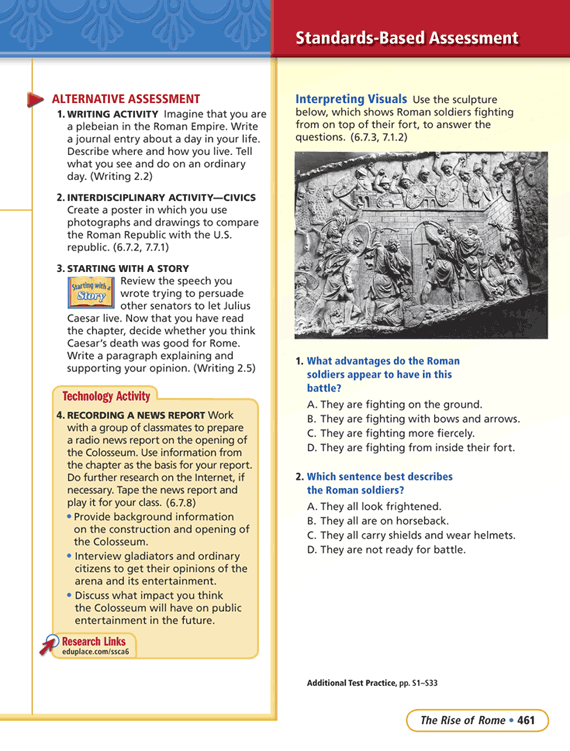 Standards-Based Assessment
ALTERNATIVE ASSESSMENT
1. WRITING ACTIVITY Imagine that you are
a plebeian in the Roman Empire. Write
a journal entry about a day in your life.
Describe where and how you live. Tell
what you see and do on an ordinary
day. (Writing 2.2)
2. INTERDISCIPLINARY ACTIVITY—CIVICS
Create a poster in which you use
photographs and drawings to compare
the Roman Republic with the U.S.
republic. (6.7.2, 7.7.1)
3. STARTING WITH A STORY
Starting with a
Story
Review the speech you
wrote trying to persuade
other senators to let Julius
Caesar live. Now that you have read
the chapter, decide whether you think
Caesar's death was good for Rome.
Write a paragraph explaining and
supporting your opinion. (Writing 2.5)
Technology Activity
4. RECORDING A NEWS REPORT Work
with a group of classmates to prepare
a radio news report on the opening of
the Colosseum. Use information from
the chapter as the basis for your report.
Do further research on the Internet, if
necessary. Tape the news report and
play it for your class. (6.7.8)
• Provide background information
on the construction and opening of
the Colosseum.
• Interview gladiators and ordinary
citizens to get their opinions of the
arena and its entertainment.
• Discuss what impact you think
the Colosseum will have on public
entertainment in the future.
Research Links
eduplace.com/ssca6
Interpreting Visuals Use the sculpture
below, which shows Roman soldiers fighting
from on top of their fort, to answer the
questions. (6.7.3, 7.1.2)
1. What advantages do the Roman
soldiers appear to have in this
battle?
A. They are fighting on the ground.
B. They are fighting with bows and arrows.
C. They are fighting more fiercely.
D. They are fighting from inside their fort.
2. Which sentence best describes
the Roman soldiers?
A. They all look frightened.
B. They all are on horseback.
C. They all carry shields and wear helmets.
D. They are not ready for battle.
Additional Test Practice, pp. S1–S33
The Rise of Rome • 461